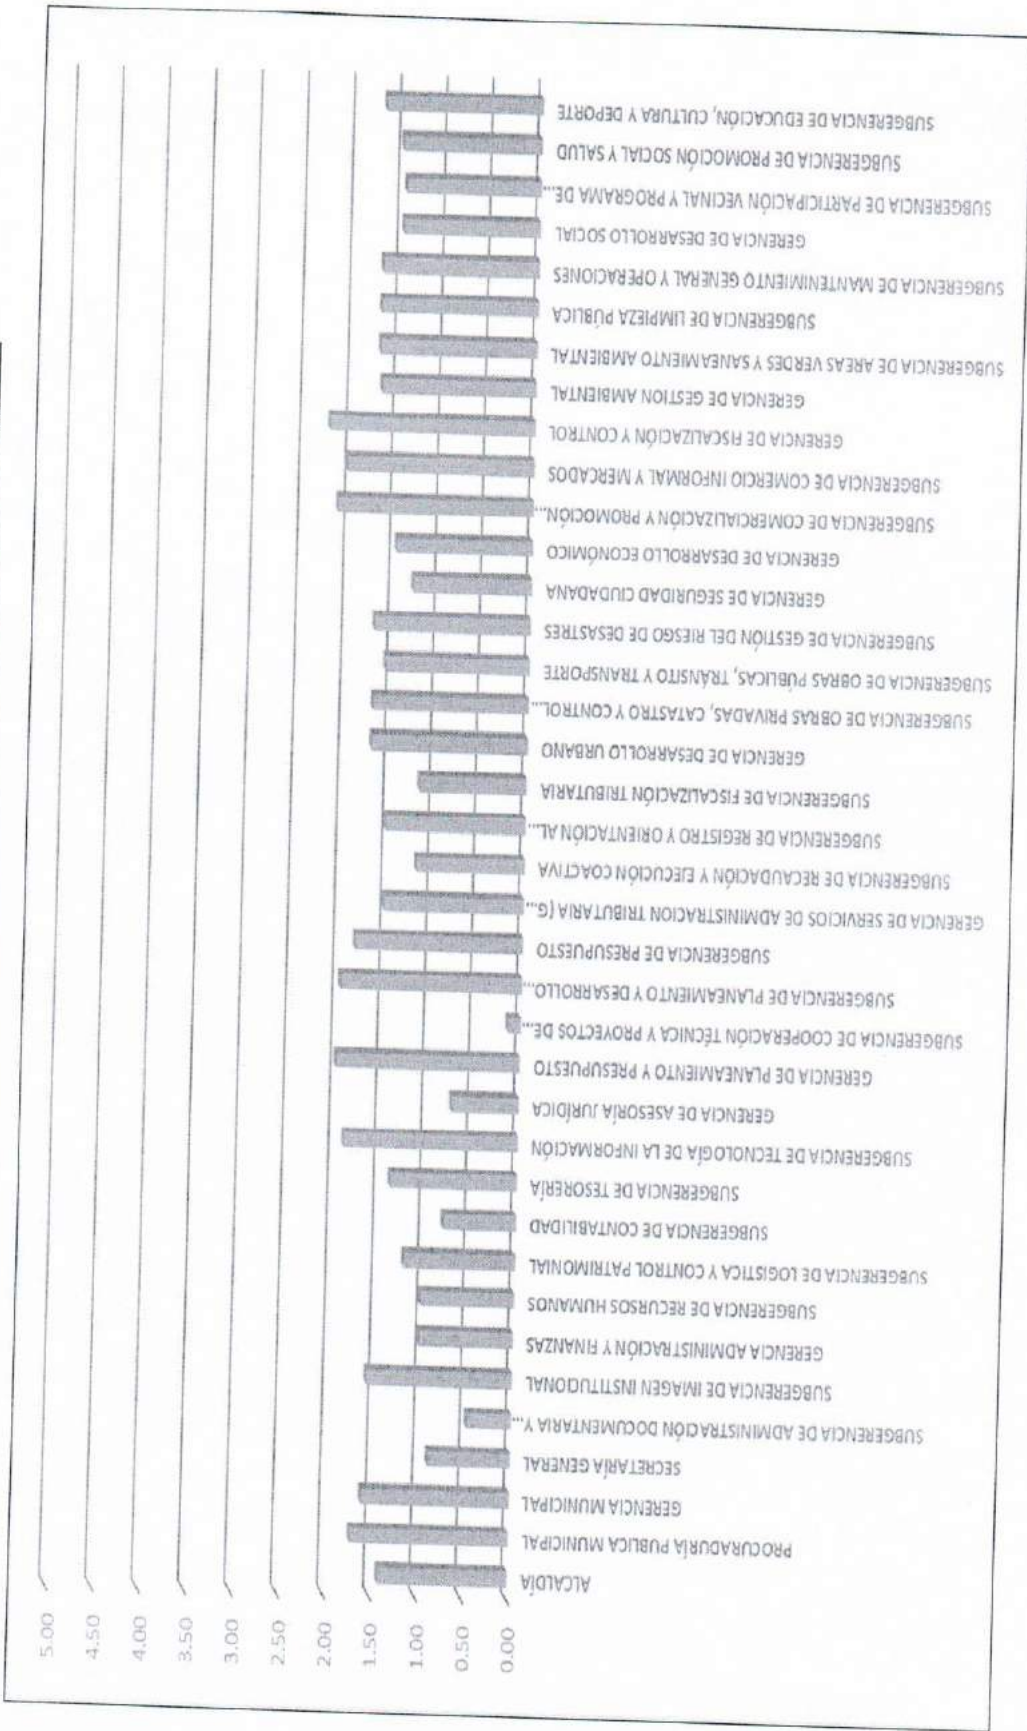 5.00
4.50
4.00
3.50
3.00
2.50
2.00
1.50
1.00
0.50
0.00
ALCALDÍA
PROCURADURÍA PUBLICA MUNICIPAL
GERENCIA MUNICIPAL
SECRETARÍA GENERAL
SUBGERENCIA DE ADMINISTRACIÓN DOCUMENTARIA Y...
SUBGERENCIA DE IMAGEN INSTITUCIONAL
GERENCIA ADMINISTRACIÓN Y FINANZAS
SUBGERENCIA DE RECURSOS HUMANOS
SUBGERENCIA DE LOGISTICA Y CONTROL PATRIMONIAL
SUBGERENCIA DE CONTABILIDAD
SUBGERENCIA DE TESORERÍA
SUBGERENCIA DE TECNOLOGÍA DE LA INFORMACIÓN
GERENCIA DE ASESORÍA JURÍDICA
GERENCIA DE PLANEAMIENTO Y PRESUPUESTO
SUBGERENCIA DE COOPERACIÓN TÉCNICA Y PROYECTOS DE...
SUBGERENCIA DE PLANEAMIENTO Y DESARROLLO...
SUBGERENCIA DE PRESUPUESTO
GERENCIA DE SERVICIOS DE ADMINISTRACION TRIBUTARIA (G...
SUBGERENCIA DE RECAUDACIÓN Y EJECUCIÓN COACTIVA
SUBGERENCIA DE REGISTRO Y ORIENTACIÓN AL...
SUBGERENCIA DE FISCALIZACIÓN TRIBUTARIA
GERENCIA DE DESARROLLO URBANO
SUBGERENCIA DE OBRAS PRIVADAS, CATASTRO Y CONTROL...
SUBGERENCIA DE OBRAS PÚBLICAS, TRÁNSITO Y TRANSPORTE
SUBGERENCIA DE GESTIÓN DEL RIESGO DE DESASTRES
GERENCIA DE SEGURIDAD CIUDADANA
GERENCIA DE DESARROLLO ECONÓMICO
SUBGERENCIA DE COMERCIALIZACIÓN Y PROMOCIÓN...
SUBGERENCIA DE COMERCIO INFORMAL Y MERCADOS
GERENCIA DE FISCALIZACIÓN Y CONTROL
GERENCIA DE GESTION AMBIENTAL
SUBGERENCIA DE AREAS VERDES Y SANEAMIENTO AMBIENTAL
SUBGERENCIA DE LIMPIEZA PÚBLICA
SUBGERENCIA DE MANTENIMIENTO GENERAL Y OPERACIONES
GERENCIA DE DESARROLLO SOCIAL
SUBGERENCIA DE PARTICIPACIÓN VECINAL Y PROGRAMA DE...
SUBGERENCIA DE PROMOCIÓN SOCIAL Y SALUD
SUBGERENCIA DE EDUCACIÓN, CULTURA Y DEPORTE